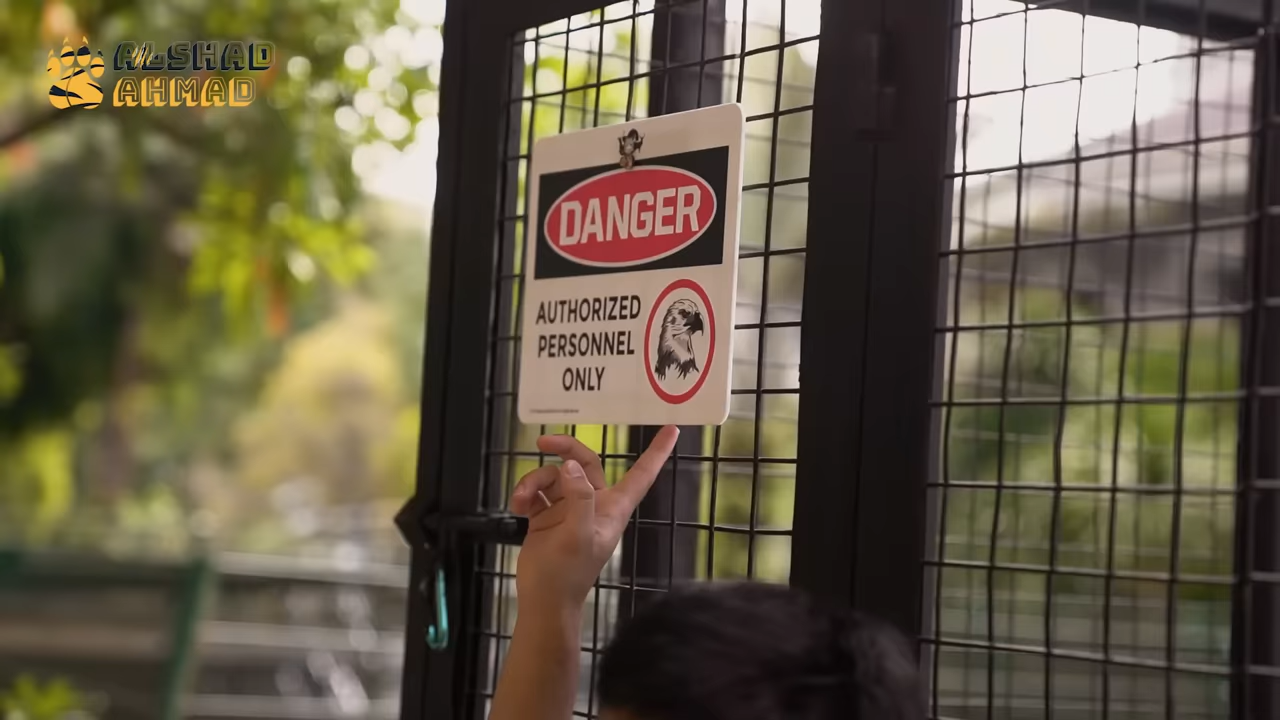 Alshad
AHMAD
DANGER
AUTHORIZED
PERSONNEL
ONLY